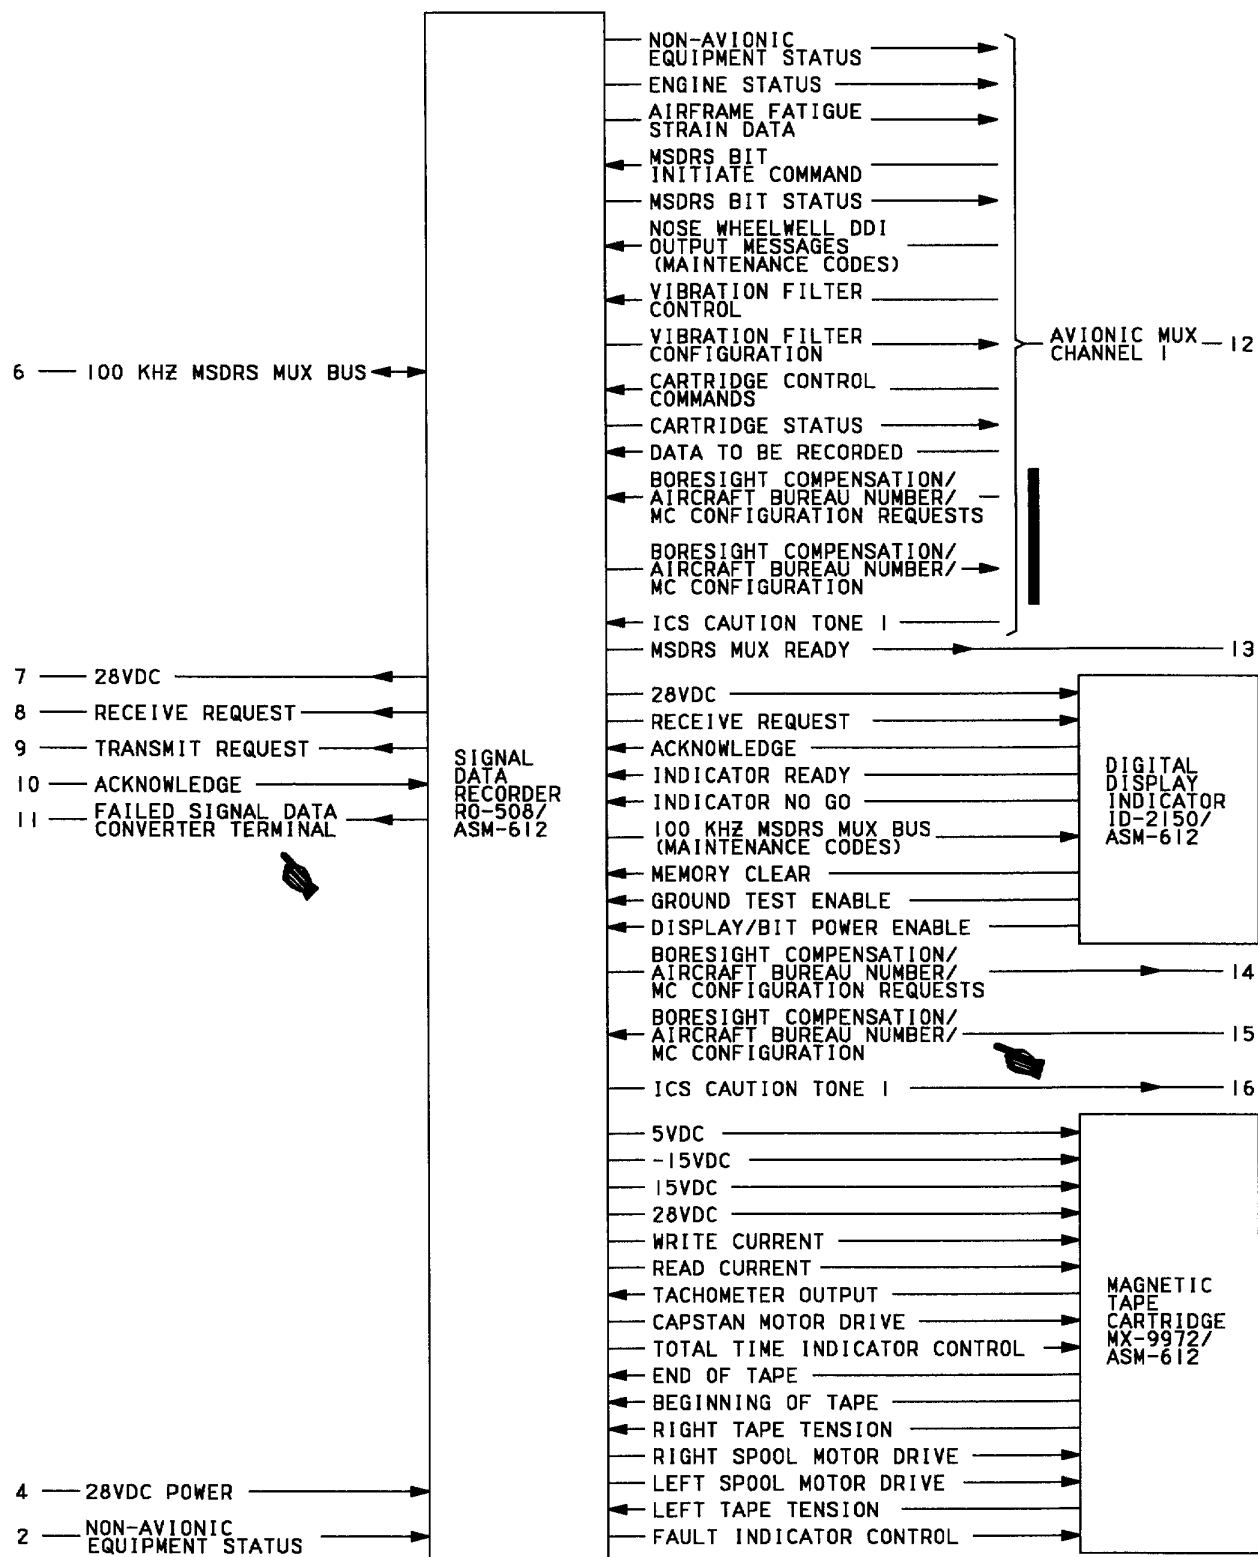 NON-AVIONIC
EQUIPMENT STATUS
ENGINE STATUS
AIRFRAME FATIGUE
STRAIN DATA
MSDRS BIT
INITIATE COMMAND
MSDRS BIT STATUS
NOSE WHEELWELL DDI
OUTPUT MESSAGES
(MAINTENANCE CODES)
VIBRATION FILTER
CONTROL
VIBRATION FILTER
CONFIGURATION
CARTRIDGE CONTROL
COMMANDS
CARTRIDGE STATUS
DATA TO BE RECORDED
BORESIGHT COMPENSATION/
AIRCRAFT BUREAU NUMBER/
MC CONFIGURATION REQUESTS
BORESIGHT COMPENSATION/
AIRCRAFT BUREAU NUMBER/
MC CONFIGURATION
ICS CAUTION TONE 1
AVIONIC MUX
CHANNEL 1
12
MSDRS MUX READY
13
6
100 KHZ MSDRS MUX BUS
7
28VDC
8
RECEIVE REQUEST
9
TRANSMIT REQUEST
10
ACKNOWLEDGE
11
FAILED SIGNAL DATA
CONVERTER TERMINAL
SIGNAL
DATA
RECORDER
RO-508/
ASM-612
28VDC
RECEIVE REQUEST
ACKNOWLEDGE
INDICATOR READY
INDICATOR NO GO
100 KHZ MSDRS MUX BUS
(MAINTENANCE CODES)
MEMORY CLEAR
GROUND TEST ENABLE
DISPLAY/BIT POWER ENABLE
DIGITAL
DISPLAY
INDICATOR
ID-2150/
ASM-612
BORESIGHT COMPENSATION/
AIRCRAFT BUREAU NUMBER/
MC CONFIGURATION REQUESTS
14
BORESIGHT COMPENSATION/
AIRCRAFT BUREAU NUMBER/
MC CONFIGURATION
15
ICS CAUTION TONE 1
16
5VDC
-15VDC
15VDC
28VDC
WRITE CURRENT
READ CURRENT
TACHOMETER OUTPUT
CAPSTAN MOTOR DRIVE
TOTAL TIME INDICATOR CONTROL
END OF TAPE
BEGINNING OF TAPE
RIGHT TAPE TENSION
RIGHT SPOOL MOTOR DRIVE
LEFT SPOOL MOTOR DRIVE
LEFT TAPE TENSION
FAULT INDICATOR CONTROL
MAGNETIC
TAPE
CARTRIDGE
MX-9972/
ASM-612
4
28VDC POWER
2
NON-AVIONIC
EQUIPMENT STATUS